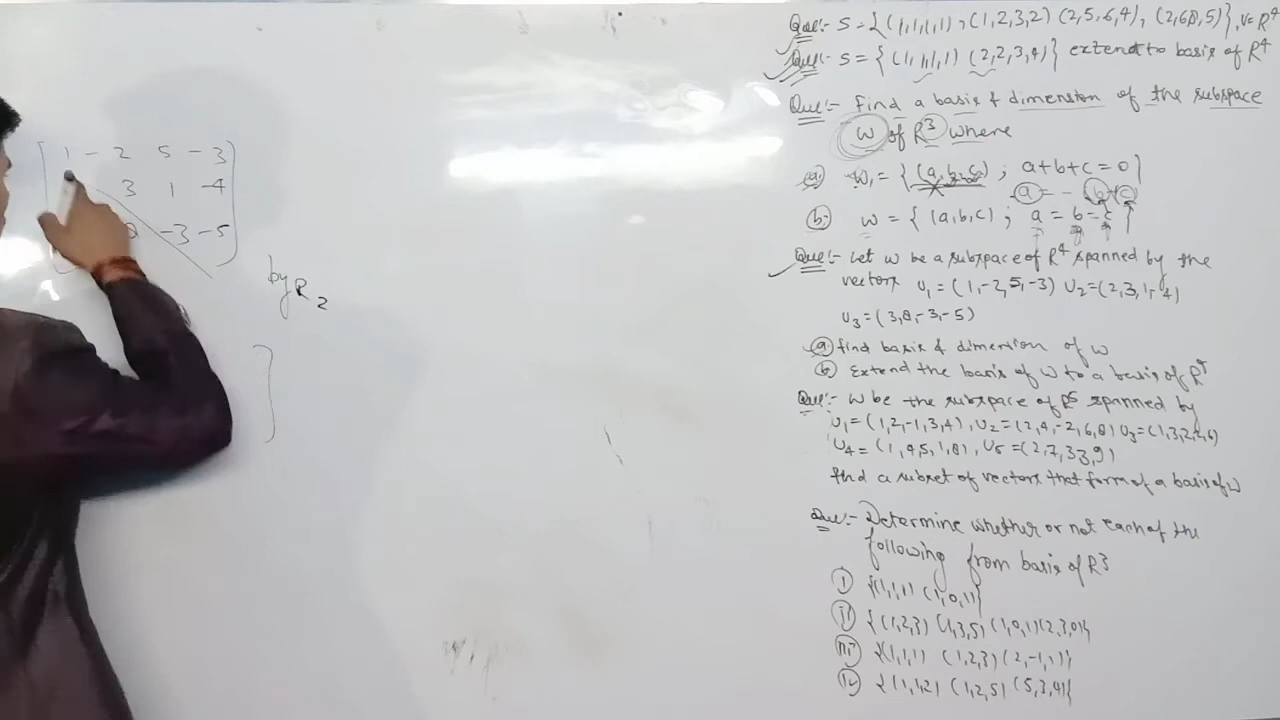 1 -2 5 -3
3 1 -4
-3 -5
by R2
Que:- S = {(1,1,1,1), (1,2,3,2) (2,5,6,4), (2,6,8,5)}, V=R4
Que:- S = { (1,1,1,1) (2,2,3,4)} extend to basis of R4
Que:- Find a basis & dimension of the subspace
W of R3 where
(a) W1 = { (a,b,c) ; a+b+c=0}
a = - b - c
(b) W = { (a,b,c) ; a = b = c }
Que:- Let W be a subspace of R4 spanned by the
vectors U1 = (1,-2,5,-3) U2 = (2,3,1,-4)
U3 = (3,8,-3,-5)
(a) find basis & dimension of W
(b) Extend the basis of W to a basis of R4
Que:- W be the subspace of R5 spanned by
U1 = (1,2,-1,3,4), U2 = (2,4,-2,6,8) U3 = (1,3,2,2,6)
U4 = (1,4,5,1,8), U5 = (2,7,3,3,9)
find a subset of vectors that form of a basis of W
Que:- Determine whether or not each of the
following from basis of R3
i) {(1,1,1) (1,0,1)}
ii) {(1,2,3) (1,3,5) (1,0,1) (2,3,0)}
iii) {(1,1,1) (1,2,3) (2,-1,1)}
iv) {(1,1,2) (1,2,5) (5,3,4)}